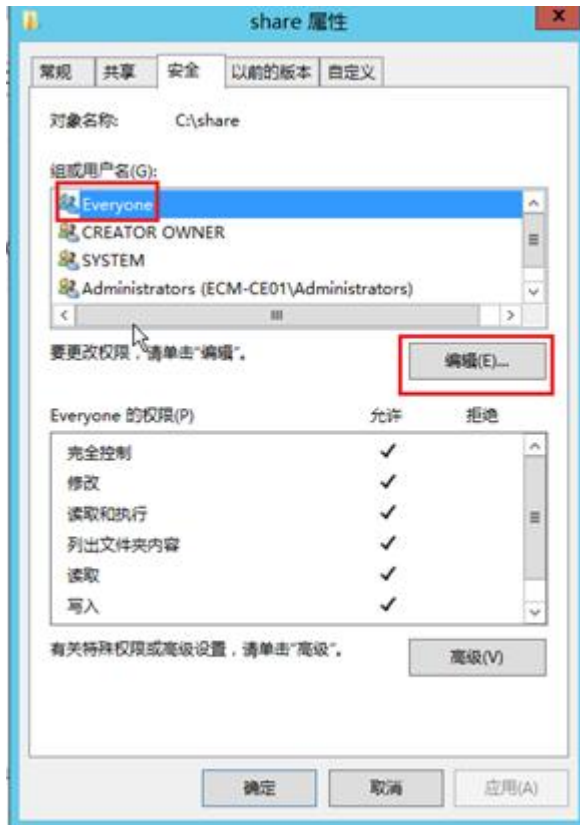 share 属性
常规 共享 安全 以前的版本 自定义
对象名称: C:\share
组或用户名(G):
Everyone
CREATOR OWNER
SYSTEM
Administrators (ECM-CE01\Administrators)
要更改权限，请单击"编辑"。
编辑(E)...
Everyone 的权限(P) 允许 拒绝
完全控制
修改
读取和执行
列出文件夹内容
读取
写入
有关特殊权限或高级设置，请单击"高级"。
高级(V)
确定 取消 应用(A)